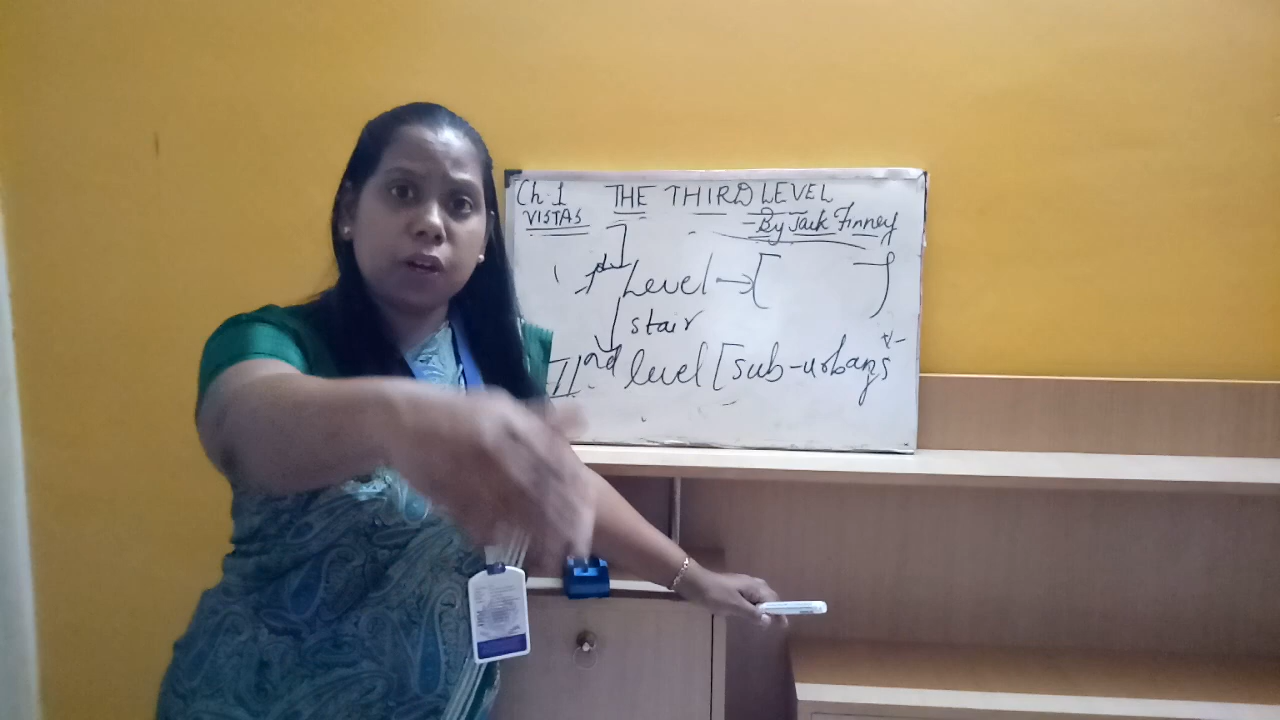 Ch-1 THE THIRD LEVEL
VISTAS
-By Jack Finney
Level → [ ]
stair
IInd level [sub-urbans